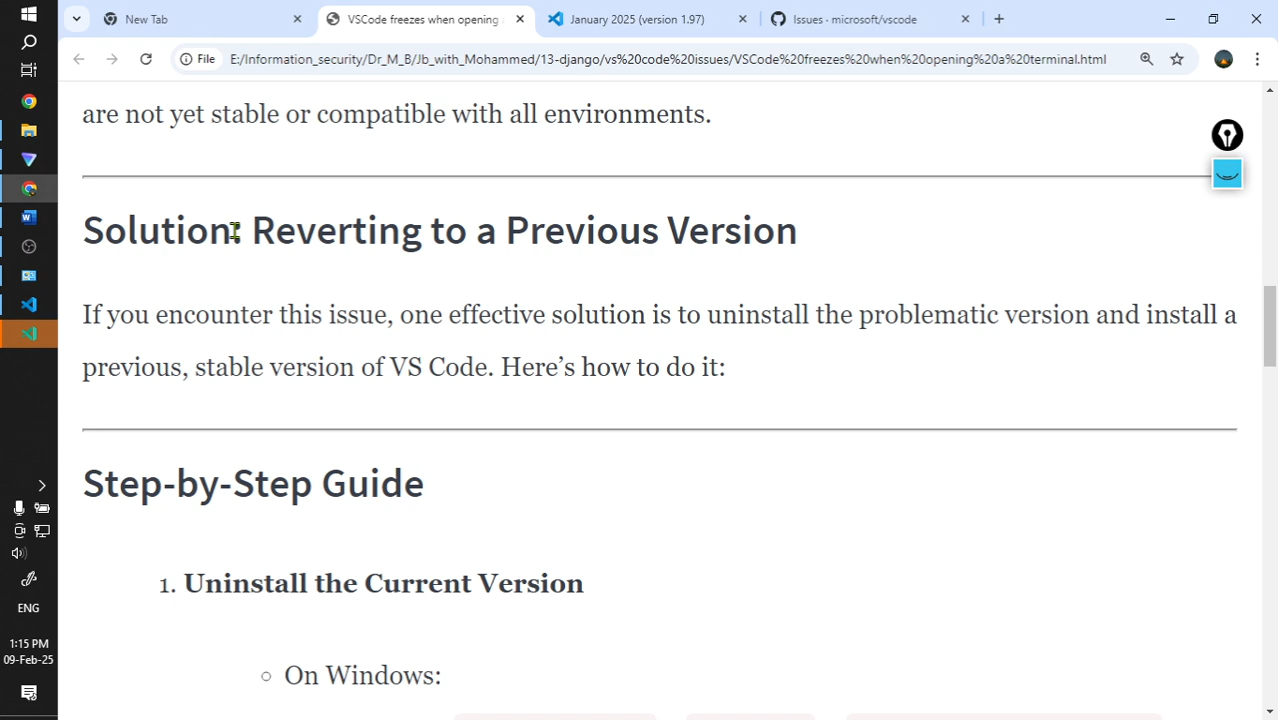 New Tab
VSCode freezes when opening a
January 2025 (version 1.97)
Issues · microsoft/vscode
File
E:/Information_security/Dr_M_B/Jb_with_Mohammed/13-django/vs%20code%20issues/VSCode%20freezes%20when%20opening%20a%20terminal.html
are not yet stable or compatible with all environments.
Solution: Reverting to a Previous Version
If you encounter this issue, one effective solution is to uninstall the problematic version and install a
previous, stable version of VS Code. Here’s how to do it:
Step-by-Step Guide
1. Uninstall the Current Version
○ On Windows:
ENG
1:15 PM
09-Feb-25